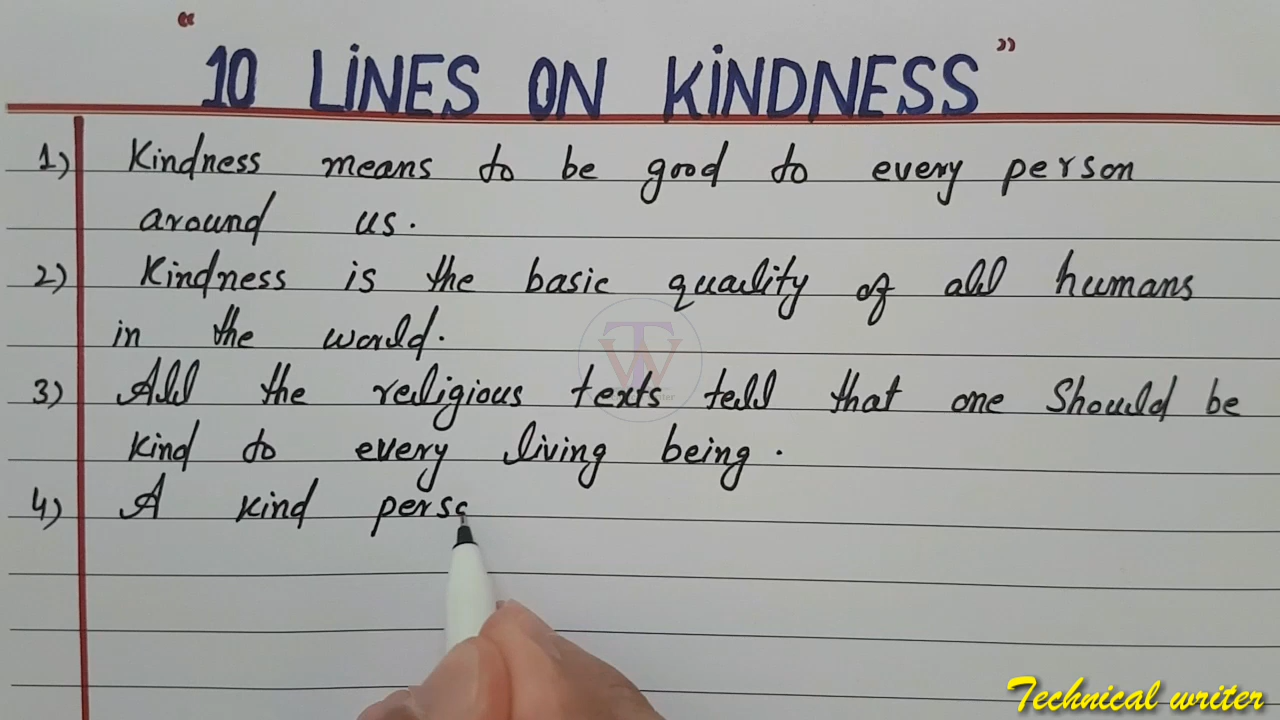 "10 LiNES ON KiNDNESS"
1) Kindness means to be good to every person
around us.
2) Kindness is the basic quality of all humans
in the world.
3) All the religious texts tell that one Should be
kind to every living being.
4) A kind perso
TW
Technical writer